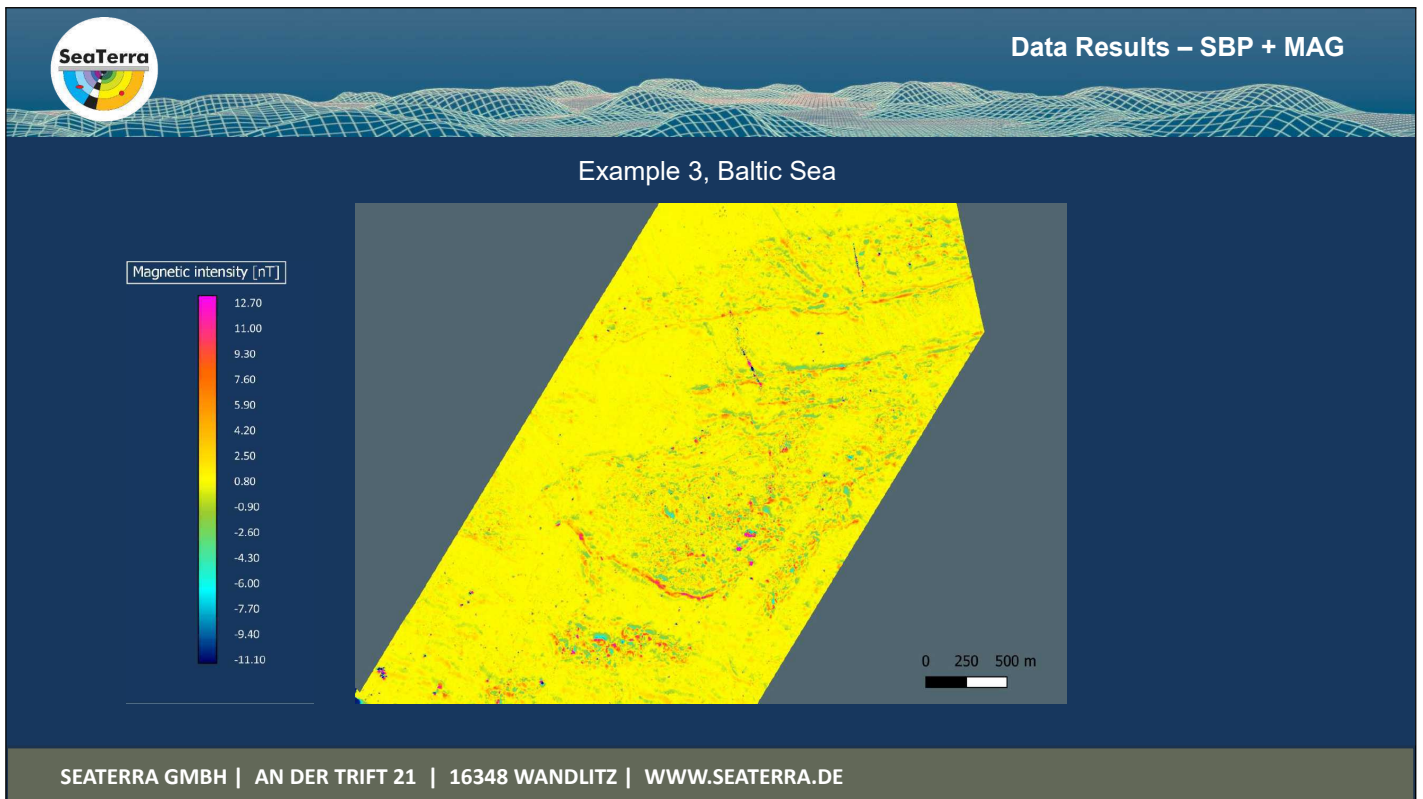 SeaTerra
Data Results – SBP + MAG
Example 3, Baltic Sea
Magnetic intensity [nT]
12.70
11.00
9.30
7.60
5.90
4.20
2.50
0.80
-0.90
-2.60
-4.30
-6.00
-7.70
-9.40
-11.10
0 250 500 m
SEATERRA GMBH | AN DER TRIFT 21 | 16348 WANDLITZ | WWW.SEATERRA.DE